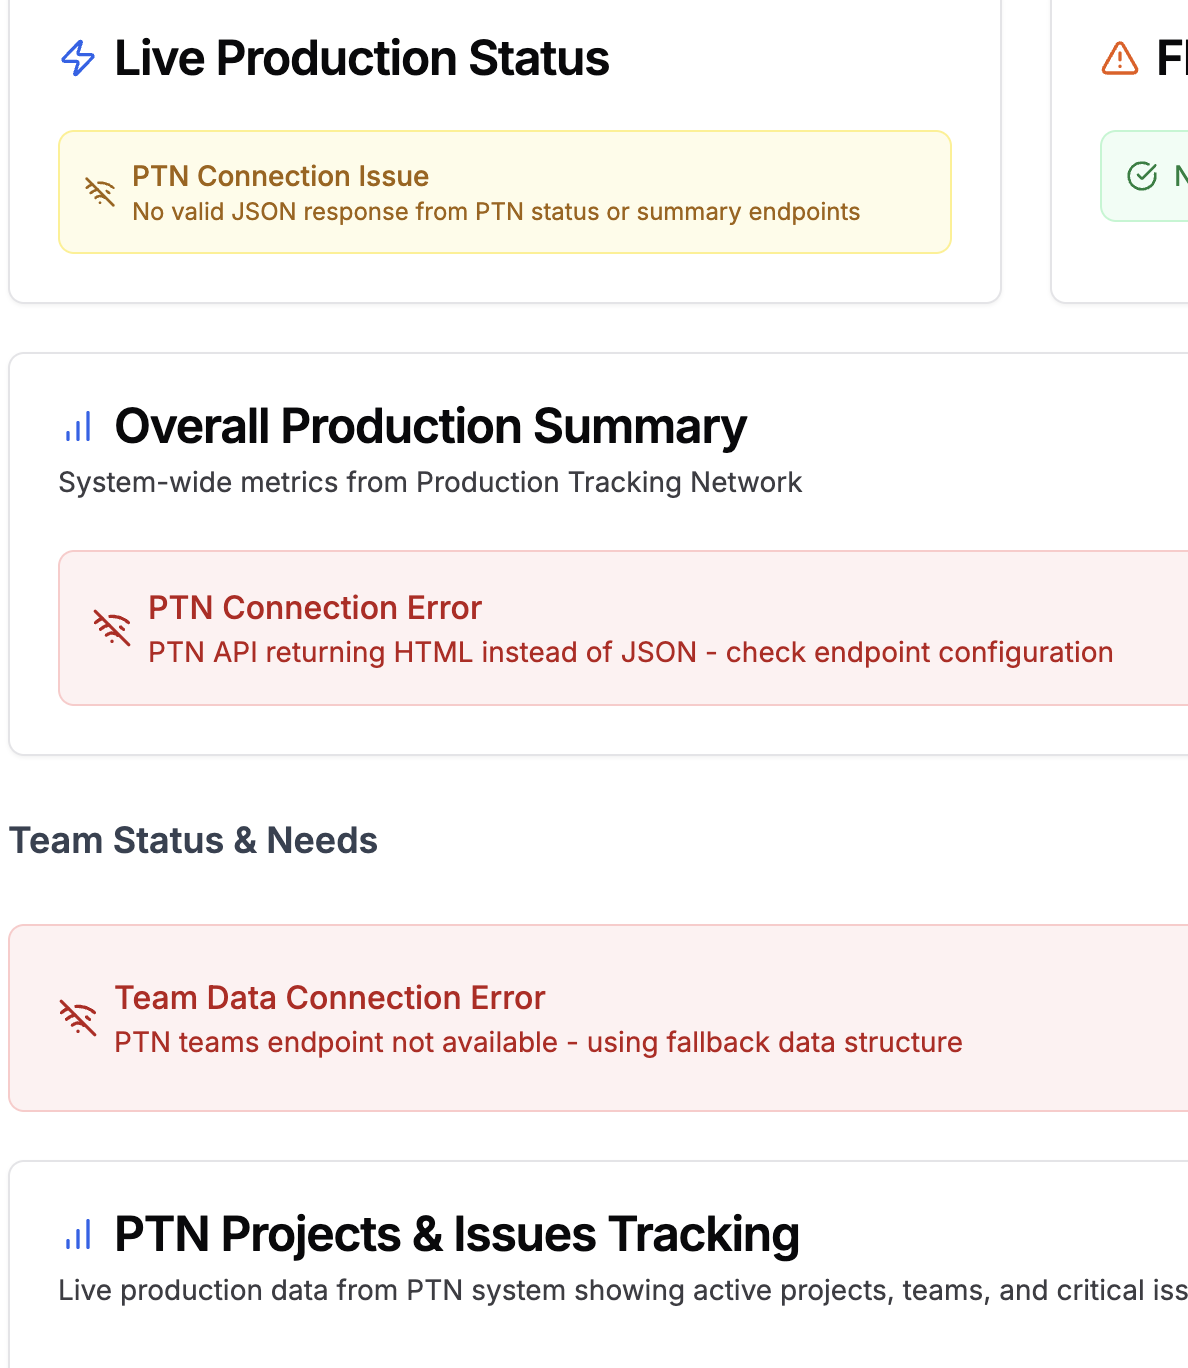 Live Production Status
PTN Connection Issue
No valid JSON response from PTN status or summary endpoints
Overall Production Summary
System-wide metrics from Production Tracking Network
PTN Connection Error
PTN API returning HTML instead of JSON - check endpoint configuration
Team Status & Needs
Team Data Connection Error
PTN teams endpoint not available - using fallback data structure
PTN Projects & Issues Tracking
Live production data from PTN system showing active projects, teams, and critical iss